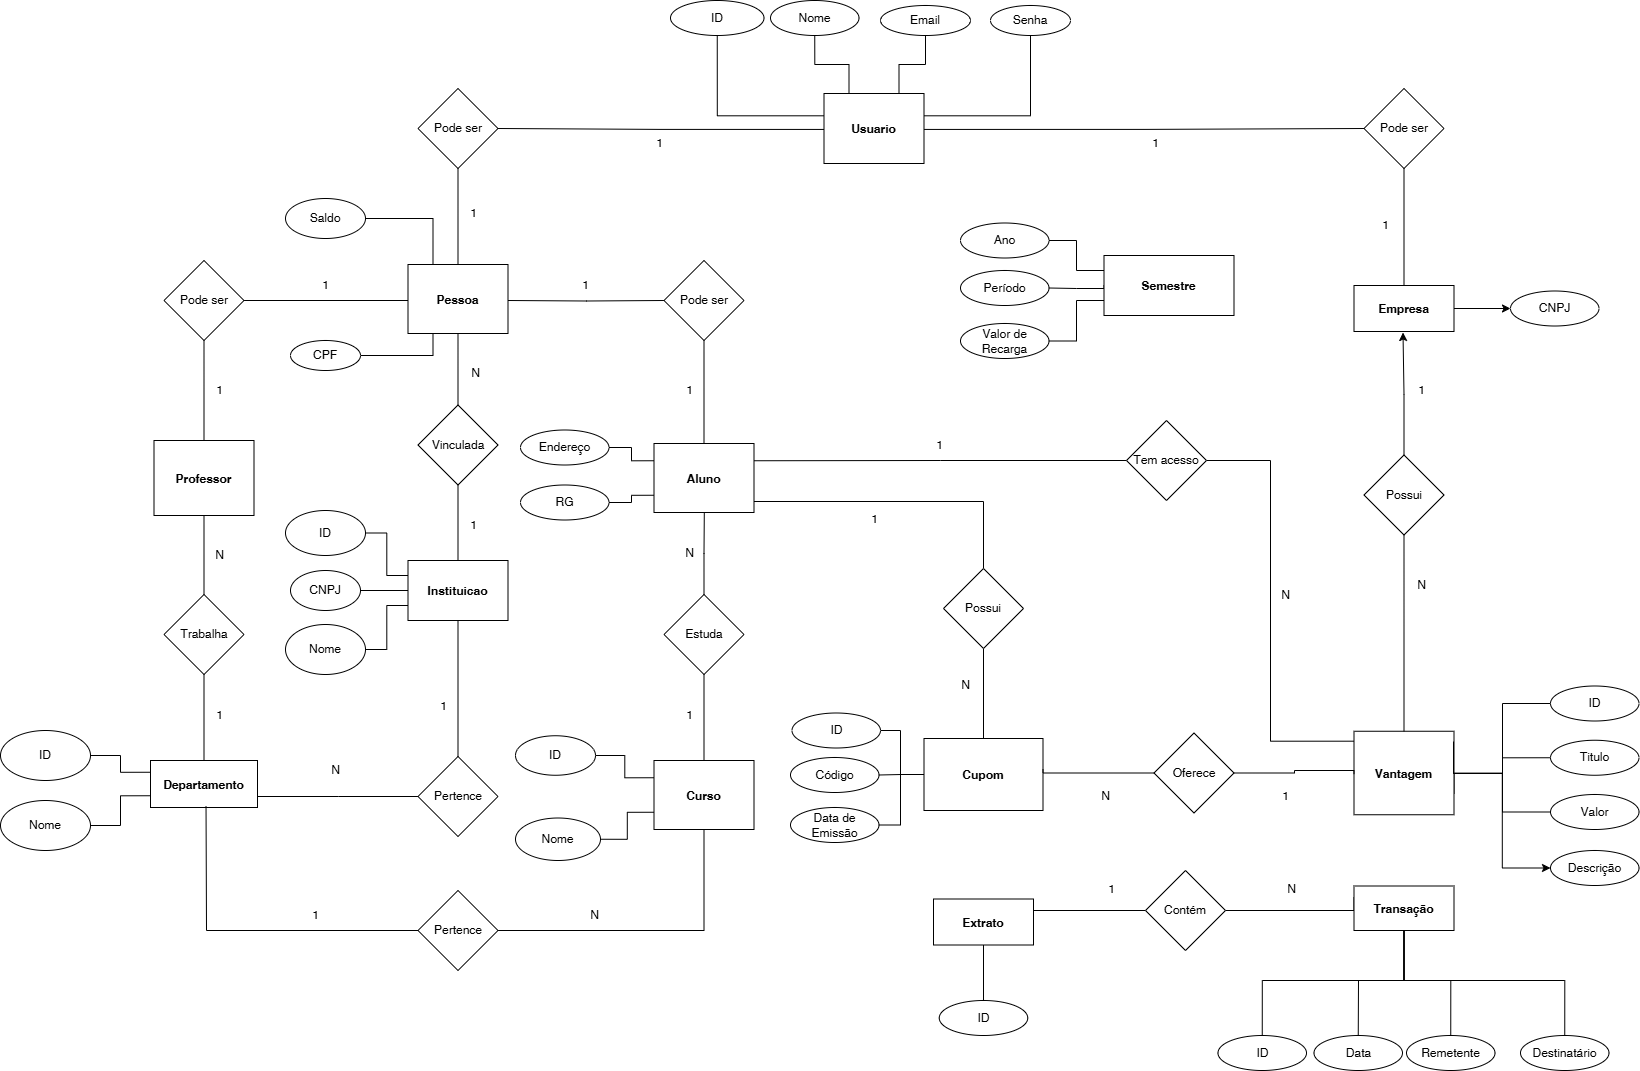 ID
Nome
Email
Senha
Pode ser
1
Usuario
1
Pode ser
1
1
Saldo
Ano
Período
Valor de
Recarga
Semestre
Pode ser
1
Pessoa
1
Pode ser
Empresa
CNPJ
CPF
N
1
1
1
Professor
Vinculada
Endereço
RG
Aluno
1
Tem acesso
Possui
1
1
N
N
ID
CNPJ
Nome
Instituicao
N
N
Trabalha
Estuda
Possui
1
1
1
N
ID
Nome
Departamento
N
Pertence
ID
Nome
Curso
ID
Código
Data de
Emissão
Cupom
N
Oferece
1
Vantagem
ID
Titulo
Valor
Descrição
1
Pertence
N
Extrato
1
Contém
N
Transação
ID
ID
Data
Remetente
Destinatário